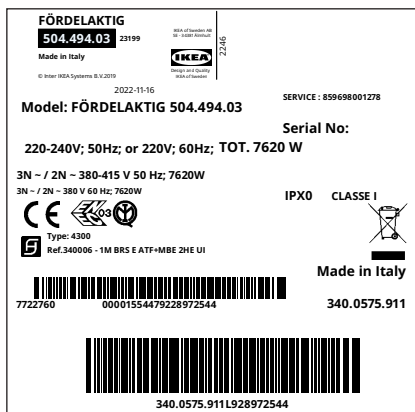 FÖRDELAKTIG
504.494.03 23199
Made in Italy
© Inter IKEA Systems B.V.2019
IKEA of Sweden AB
SE - 34381 Älmhult
IKEA
Design and Quality
IKEA of Sweden
2246
2022-11-16
SERVICE : 859698001278
Model: FÖRDELAKTIG 504.494.03
Serial No:
220-240V; 50Hz; or 220V; 60Hz; TOT. 7620 W
3N ~ / 2N ~ 380-415 V 50 Hz; 7620W
3N ~ / 2N ~ 380 V 60 Hz; 7620W
IPX0 CLASSE I
CE 03
Type: 4300
Ref.340006 - 1M BRS E ATF+MBE 2HE UI
Made in Italy
7722760 00001554479228972544
340.0575.911
340.0575.911L928972544